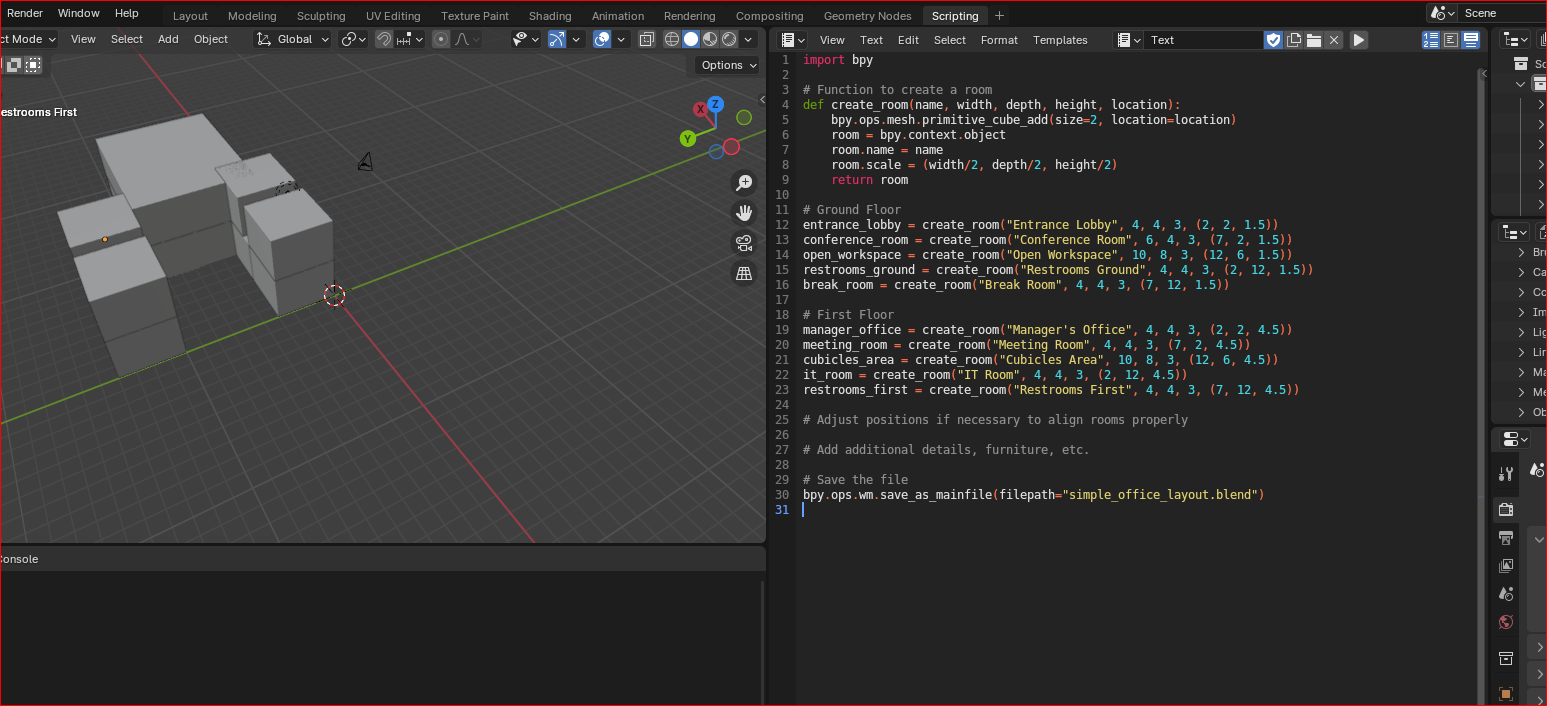 Render Window Help
Layout Modeling Sculpting UV Editing Texture Paint Shading Animation Rendering Compositing Geometry Nodes Scripting +
Scene
ct Mode View Select Add Object Global
Options
estrooms First
X Z Y
Console
View Text Edit Select Format Templates Text
1 import bpy
2
3 # Function to create a room
4 def create_room(name, width, depth, height, location):
5     bpy.ops.mesh.primitive_cube_add(size=2, location=location)
6     room = bpy.context.object
7     room.name = name
8     room.scale = (width/2, depth/2, height/2)
9     return room
10
11 # Ground Floor
12 entrance_lobby = create_room("Entrance Lobby", 4, 4, 3, (2, 2, 1.5))
13 conference_room = create_room("Conference Room", 6, 4, 3, (7, 2, 1.5))
14 open_workspace = create_room("Open Workspace", 10, 8, 3, (12, 6, 1.5))
15 restrooms_ground = create_room("Restrooms Ground", 4, 4, 3, (2, 12, 1.5))
16 break_room = create_room("Break Room", 4, 4, 3, (7, 12, 1.5))
17
18 # First Floor
19 manager_office = create_room("Manager's Office", 4, 4, 3, (2, 2, 4.5))
20 meeting_room = create_room("Meeting Room", 4, 4, 3, (7, 2, 4.5))
21 cubicles_area = create_room("Cubicles Area", 10, 8, 3, (12, 6, 4.5))
22 it_room = create_room("IT Room", 4, 4, 3, (2, 12, 4.5))
23 restrooms_first = create_room("Restrooms First", 4, 4, 3, (7, 12, 4.5))
24
25 # Adjust positions if necessary to align rooms properly
26
27 # Add additional details, furniture, etc.
28
29 # Save the file
30 bpy.ops.wm.save_as_mainfile(filepath="simple_office_layout.blend")
31
Sc
Br
Ca
Co
Im
Lig
Lin
Ma
Me
Ob